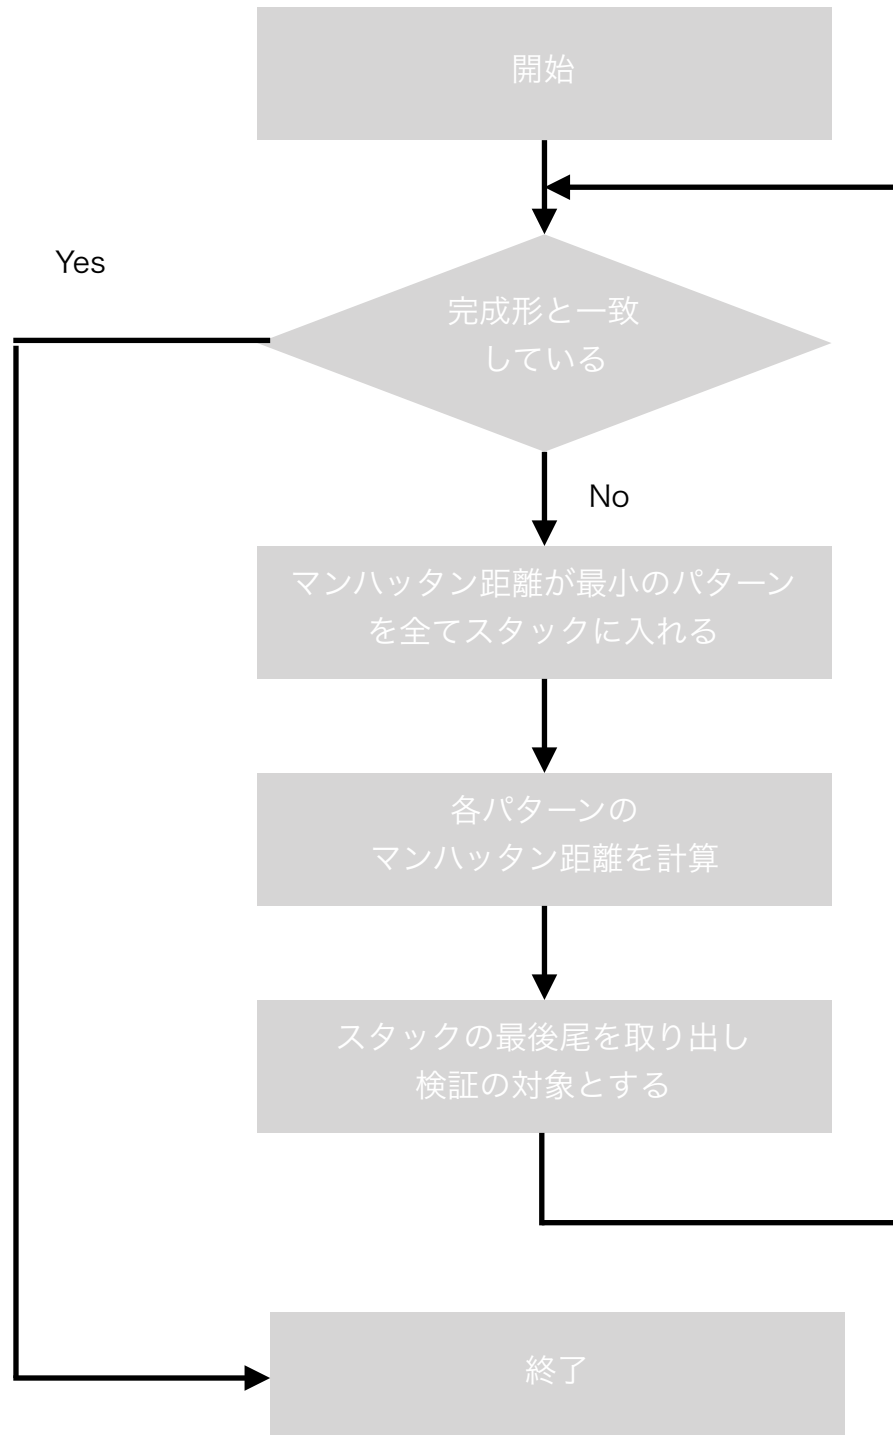 開始
Yes
完成形と一致
している
No
マンハッタン距離が最小のパターン
を全てスタックに入れる
各パターンの
マンハッタン距離を計算
スタックの最後尾を取り出し
検証の対象とする
終了